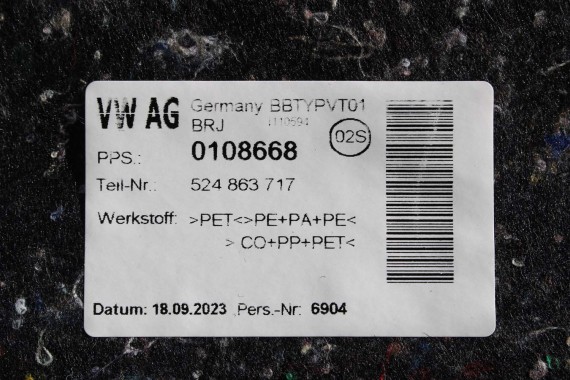 VW AG Germany BBTYPVT01
BRJ 02S
PPS.: 0108668
Teil-Nr.: 524 863 717
Werkstoff: >PET<>PE+PA+PE<
> CO+PP+PET<
Datum: 18.09.2023 Pers.-Nr: 6904